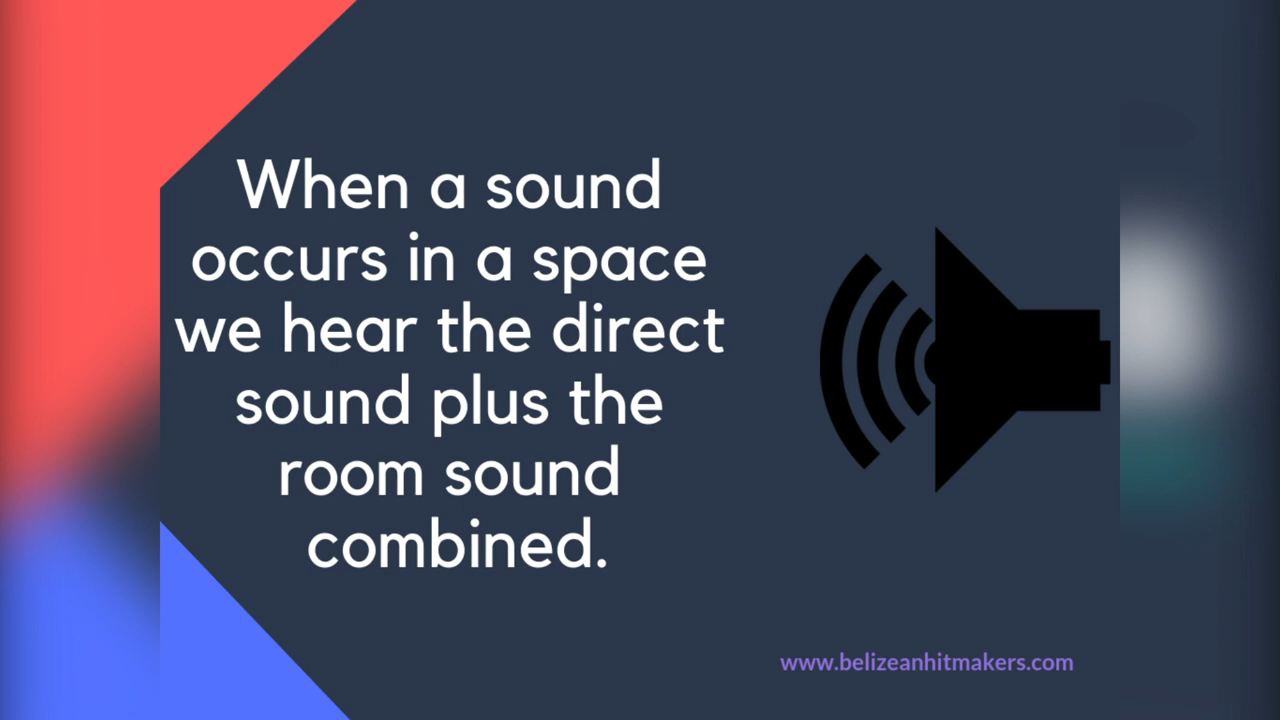 When a sound
occurs in a space
we hear the direct
sound plus the
room sound
combined.
www.belizeanhitmakers.com